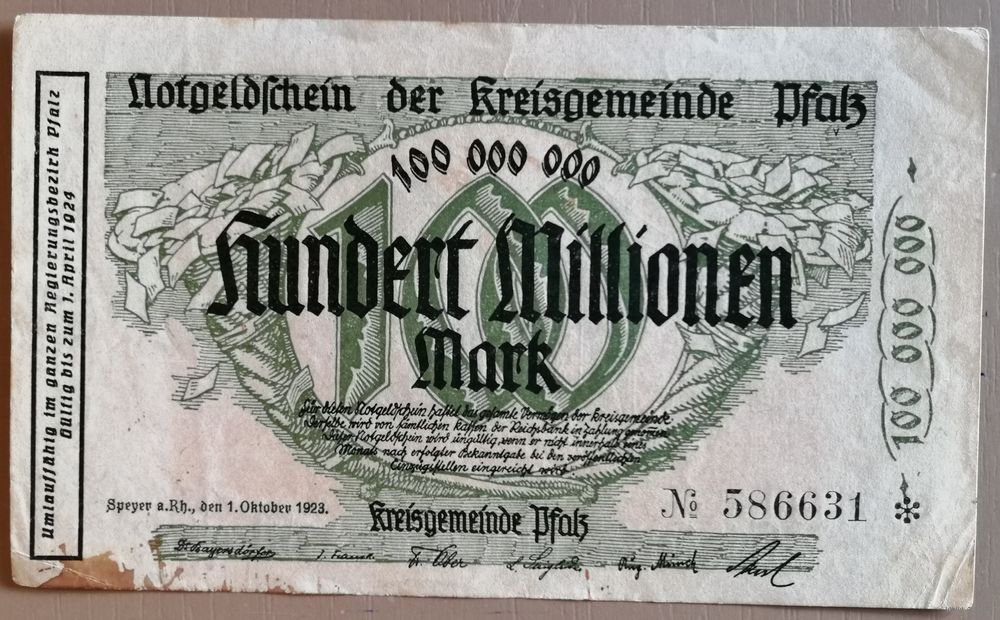 Notgeldschein der Kreisgemeinde Pfalz
Umlauffähig im ganzen Regierungsbezirk Pfalz
Gültig bis zum 1. April 1924
100 000 000
100
Hundert Millionen
Mark
100 000 000
Für diesen Notgeldschein haftet das gesamte Vermögen der Kreisgemeinde
Derselbe wird von sämtlichen Kassen der Reichsbank in Zahlung genommen
Dieser Notgeldschein wird ungültig, wenn er nicht innerhalb eines
Monats nach erfolgter Bekanntgabe bei den veröffentlichten
Einzugsstellen eingereicht wird
Speyer a. Rh., den 1. Oktober 1923.
Kreisgemeinde Pfalz
No 586631
Dr. Bayersdörfer